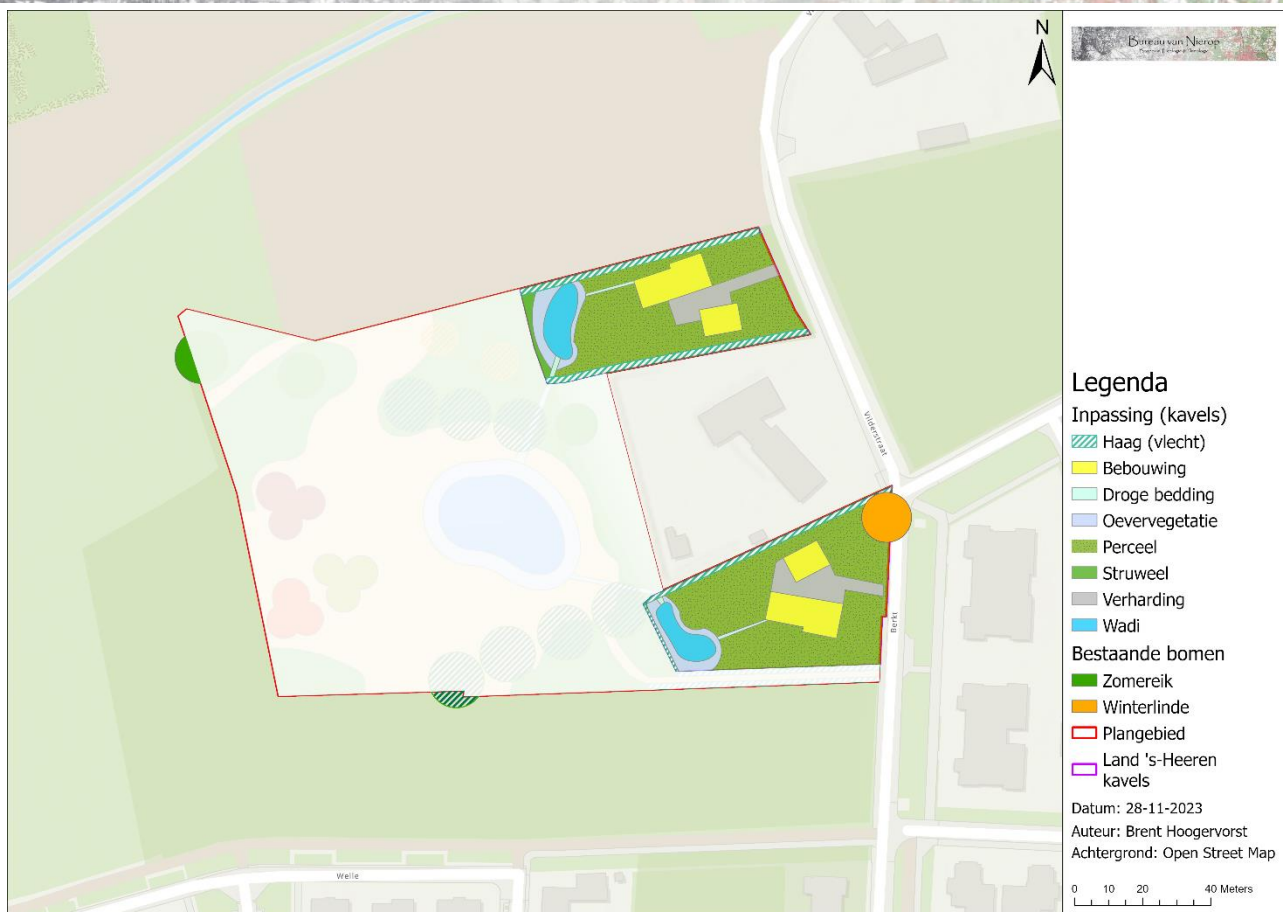 N
Bureau van Nierop
Vilderstraat
Berkt
Welle
Legenda
Inpassing (kavels)
Haag (vlecht)
Bebouwing
Droge bedding
Oevervegetatie
Perceel
Struweel
Verharding
Wadi
Bestaande bomen
Zomereik
Winterlinde
Plangebied
Land 's-Heeren
kavels
Datum: 28-11-2023
Auteur: Brent Hoogervorst
Achtergrond: Open Street Map
0 10 20 40 Meters